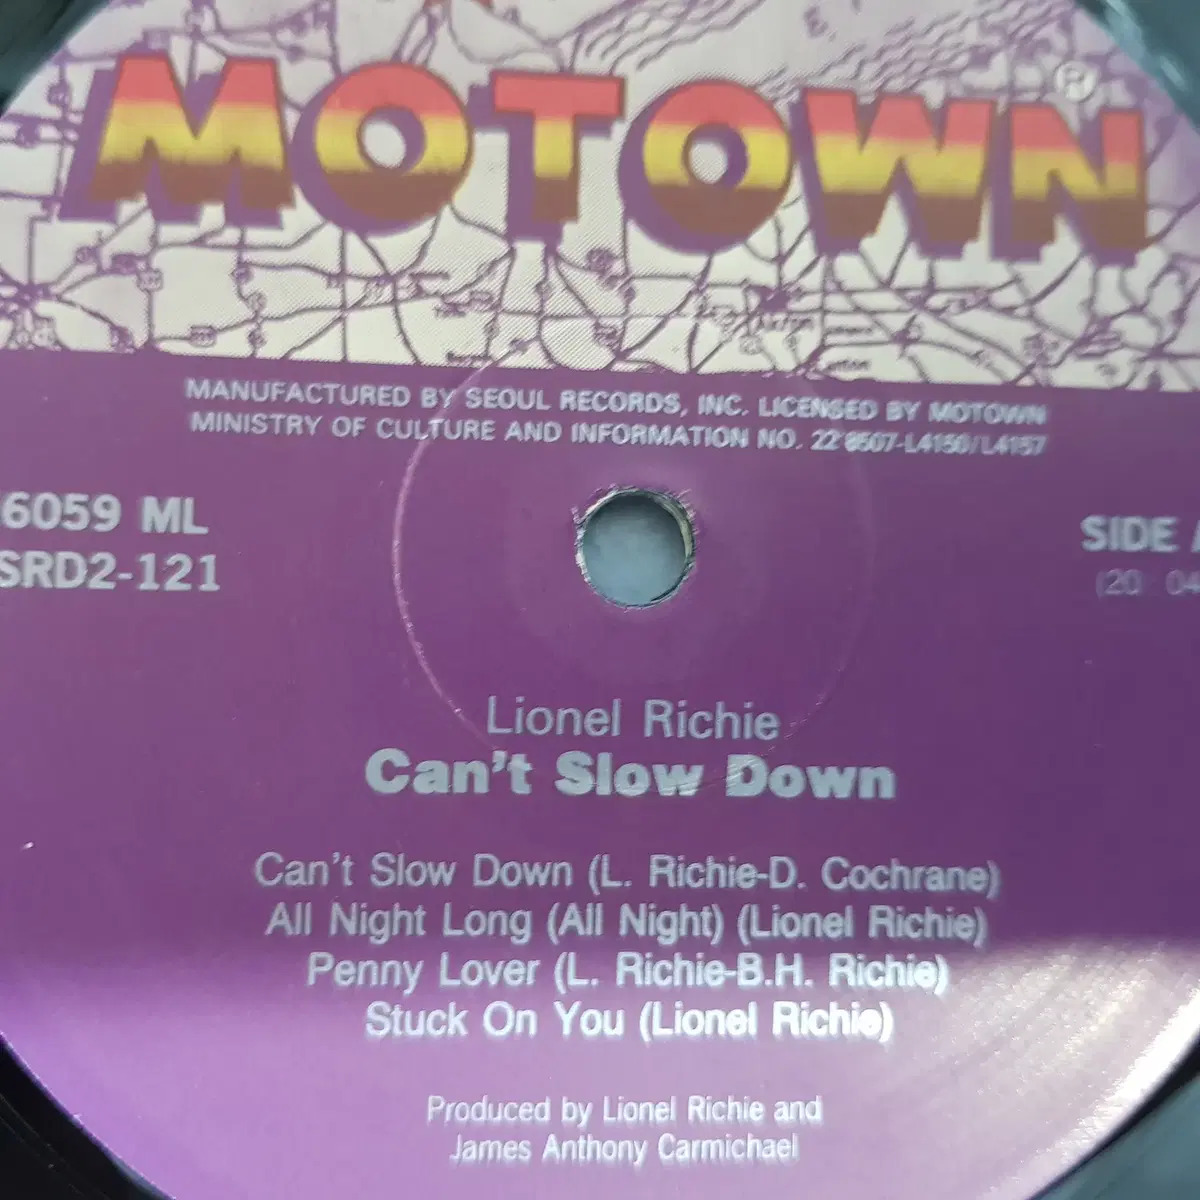 MOTOWN
®
MANUFACTURED BY SEOUL RECORDS, INC. LICENSED BY MOTOWN
MINISTRY OF CULTURE AND INFORMATION NO.
6059 ML
SRD2-121
SIDE A
(20 : 04
Lionel Richie
Can't Slow Down
Can't Slow Down (L. Richie-D. Cochrane)
All Night Long (All Night) (Lionel Richie)
Penny Lover (L. Richie-B.H. Richie)
Stuck On You (Lionel Richie)
Produced by Lionel Richie and
James Anthony Carmichael